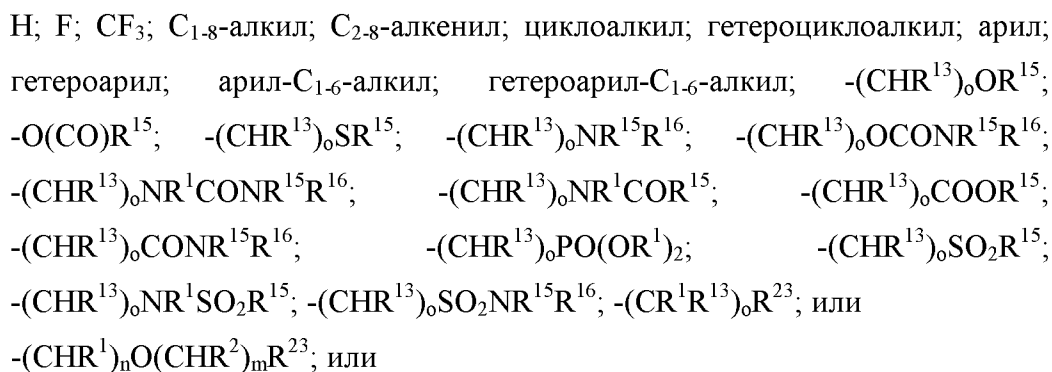 H; F; CF₃; C₁₋₈-алкил; C₂₋₈-алкенил; циклоалкил; гетероциклоалкил; арил;
гетероарил; арил-C₁₋₆-алкил; гетероарил-C₁₋₆-алкил; -(CHR¹³)ₒOR¹⁵;
-O(CO)R¹⁵; -(CHR¹³)ₒSR¹⁵; -(CHR¹³)ₒNR¹⁵R¹⁶; -(CHR¹³)ₒOCONR¹⁵R¹⁶;
-(CHR¹³)ₒNR¹CONR¹⁵R¹⁶; -(CHR¹³)ₒNR¹COR¹⁵; -(CHR¹³)ₒCOOR¹⁵;
-(CHR¹³)ₒCONR¹⁵R¹⁶; -(CHR¹³)ₒPO(OR¹)₂; -(CHR¹³)ₒSO₂R¹⁵;
-(CHR¹³)ₒNR¹SO₂R¹⁵; -(CHR¹³)ₒSO₂NR¹⁵R¹⁶; -(CR¹R¹³)ₒR²³; или
-(CHR¹)ₙO(CHR²)ₘR²³; или